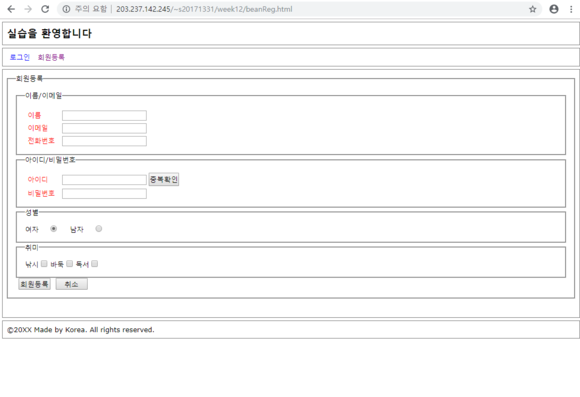 주의 요함 203.237.142.245/~s20171331/week12/beanReg.html
실습을 환영합니다
로그인 회원등록
회원등록
이름/이메일
이름
이메일
전화번호
아이디/비밀번호
아이디 중복확인
비밀번호
성별
여자 남자
취미
낚시 바둑 독서
회원등록 취소
©20XX Made by Korea. All rights reserved.